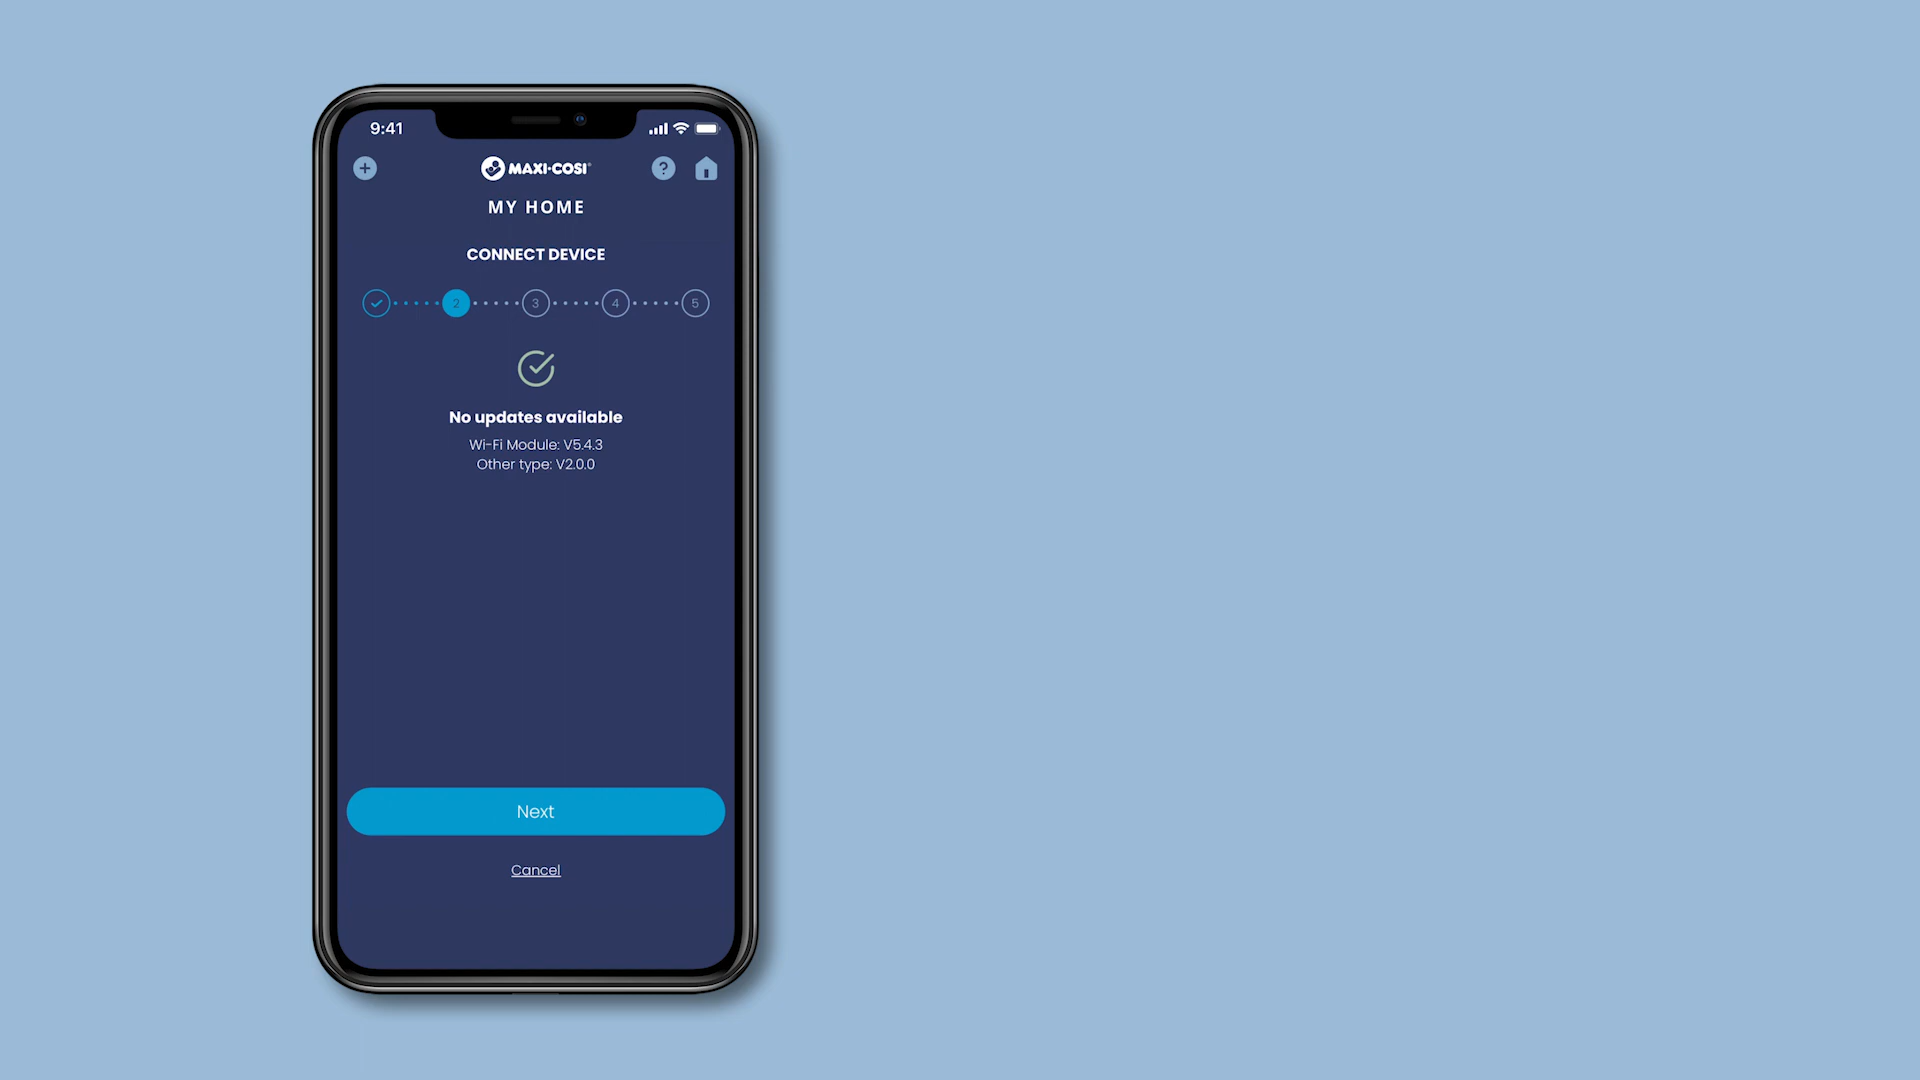 9:41
MAXI-COSI®
?
MY HOME
CONNECT DEVICE
2 3 4 5
No updates available
Wi-Fi Module: V5.4.3
Other type: V2.0.0
Next
Cancel